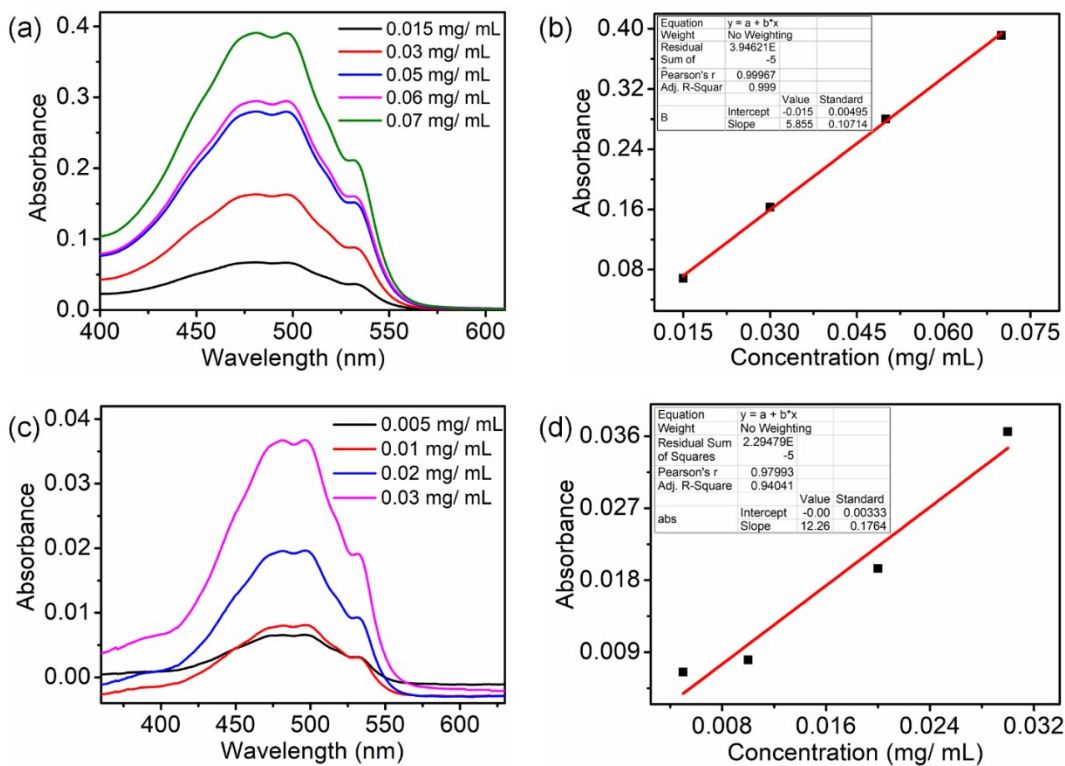 (a)
0.015 mg/ mL
0.03 mg/ mL
0.05 mg/ mL
0.06 mg/ mL
0.07 mg/ mL
Absorbance
0.4
0.3
0.2
0.1
0.0
400 450 500 550 600
Wavelength (nm)
(b)
Equation y = a + b*x
Weight No Weighting
Residual 3.94621E
Sum of -5
Pearson's r 0.99967
Adj. R-Squar 0.999
Value Standard
B Intercept -0.015 0.00495
Slope 5.855 0.10714
Absorbance
0.40
0.32
0.24
0.16
0.08
0.015 0.030 0.045 0.060 0.075
Concentration (mg/ mL)
(c)
0.005 mg/ mL
0.01 mg/ mL
0.02 mg/ mL
0.03 mg/ mL
Absorbance
0.04
0.03
0.02
0.01
0.00
400 450 500 550 600
Wavelength (nm)
(d)
Equation y = a + b*x
Weight No Weighting
Residual Sum 2.29479E
of Squares -5
Pearson's r 0.97993
Adj. R-Square 0.94041
Value Standard
abs Intercept -0.00 0.00333
Slope 12.26 0.1764
Absorbance
0.036
0.027
0.018
0.009
0.008 0.016 0.024 0.032
Concentration (mg/ mL)